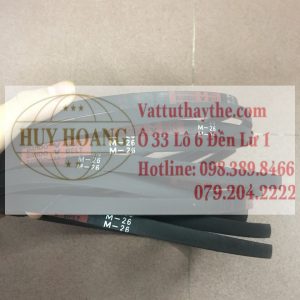 ★★★
HUY HOANG
Vattuthaythe.com
Ô 33 Lô 6 Đền Lừ 1
Hotline: 098.389.8466
079.204.2222
M-26
M-26
M-26
M-26
M-26
M-26